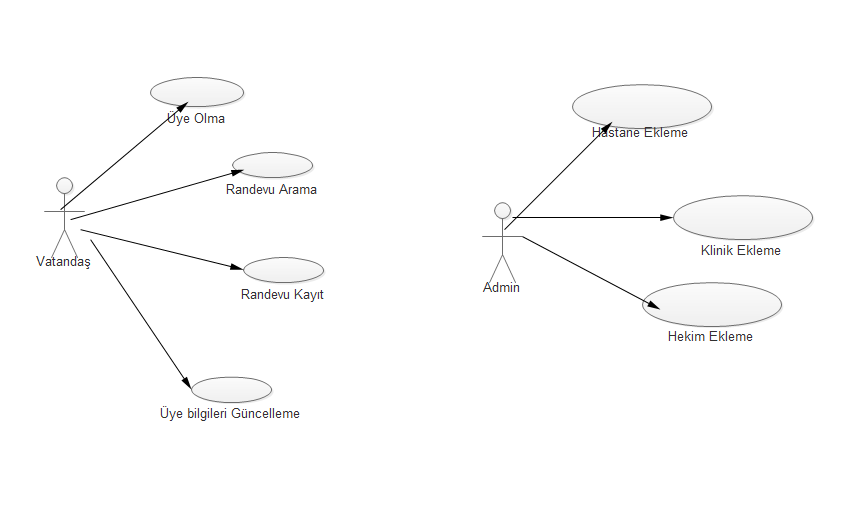 Üye Olma
Randevu Arama
Vatandaş
Randevu Kayıt
Üye bilgileri Güncelleme
Hastane Ekleme
Klinik Ekleme
Admin
Hekim Ekleme